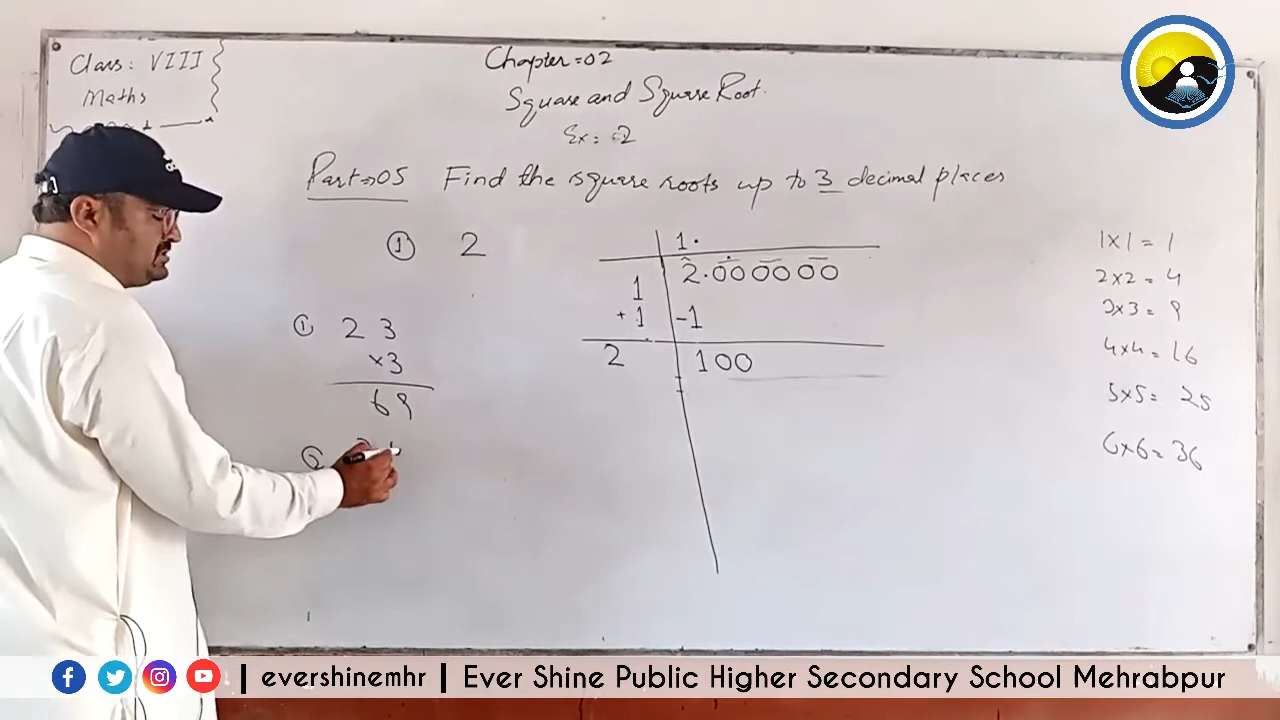 Class: VIII
Maths
Chapter=02
Square and Square Root.
Ex= 2
Part=05 Find the square roots up to 3 decimal places
① 2
1.
2.000000
1
+1 -1
2 100
① 23
×3
69
②
1×1=1
2×2=4
3×3=9
4×4=16
5×5=25
6×6=36
| evershinemhr | Ever Shine Public Higher Secondary School Mehrabpur